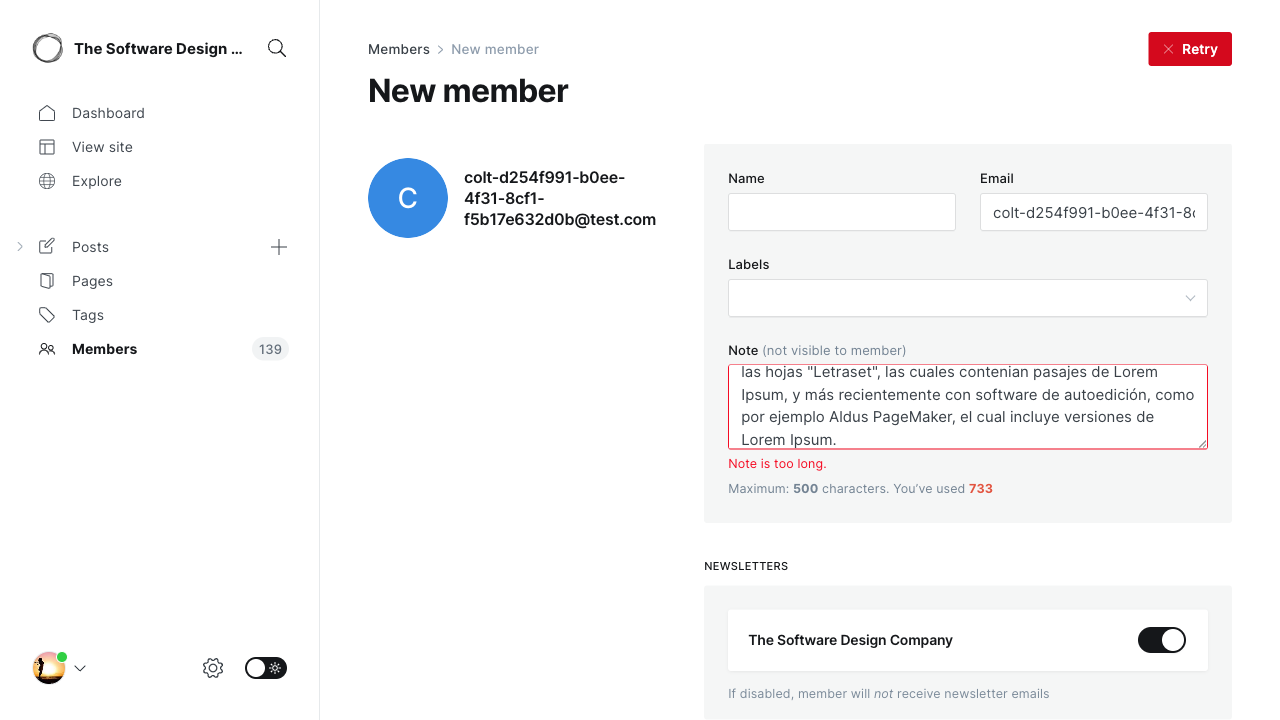 The Software Design ...
Dashboard
View site
Explore
Posts
Pages
Tags
Members
139
Members
New member
Retry
New member
C
colt-d254f991-b0ee-
4f31-8cf1-
f5b17e632d0b@test.com
Name
Email
colt-d254f991-b0ee-4f31-8c
Labels
Note (not visible to member)
las hojas "Letraset", las cuales contenian pasajes de Lorem
Ipsum, y más recientemente con software de autoedición, como
por ejemplo Aldus PageMaker, el cual incluye versiones de
Lorem Ipsum.
Note is too long.
Maximum: 500 characters. You’ve used 733
NEWSLETTERS
The Software Design Company
If disabled, member will not receive newsletter emails